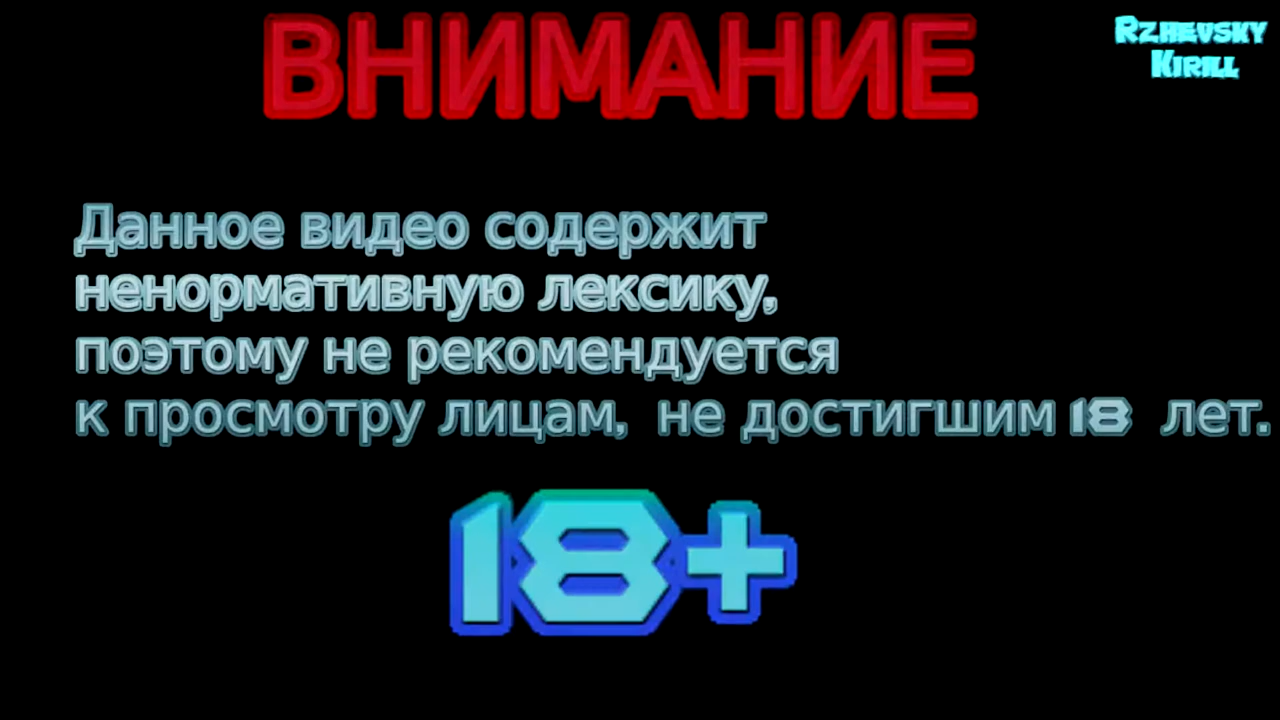 ВНИМАНИЕ
Rzhevsky
Kirill
Данное видео содержит
ненормативную лексику,
поэтому не рекомендуется
к просмотру лицам, не достигшим 18 лет.
18+